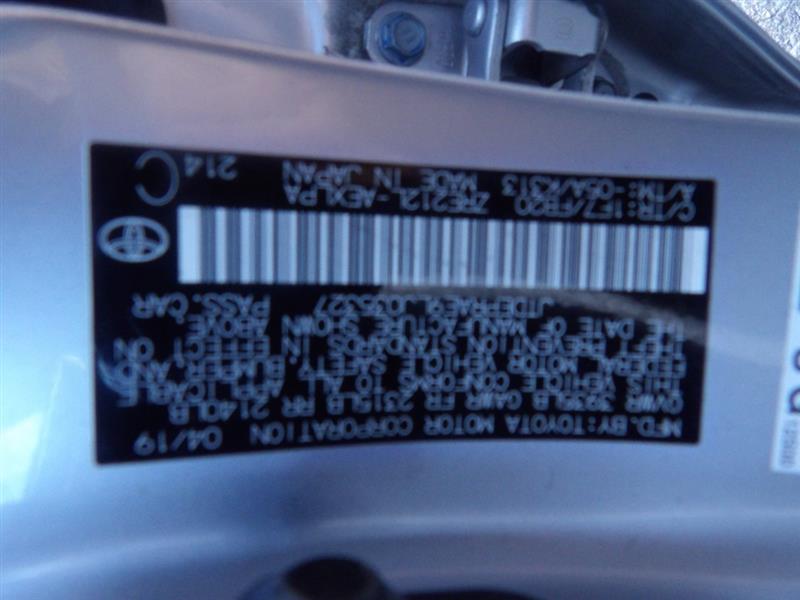 MFD. BY: TOYOTA MOTOR CORPORATION 04/19
GVWR 3935LB GAWR FR 2315LB RR 2140LB
THIS VEHICLE CONFORMS TO ALL APPLICABLE
FEDERAL MOTOR VEHICLE SAFETY, BUMPER AND
THEFT PREVENTION STANDARDS IN EFFECT ON
THE DATE OF MANUFACTURE SHOWN ABOVE.
PASS. CAR
C/TR: 1F7/FB20 ZRE212L-AEXLPA 214 C
A/TM: -05A/K313 MADE IN JAPAN